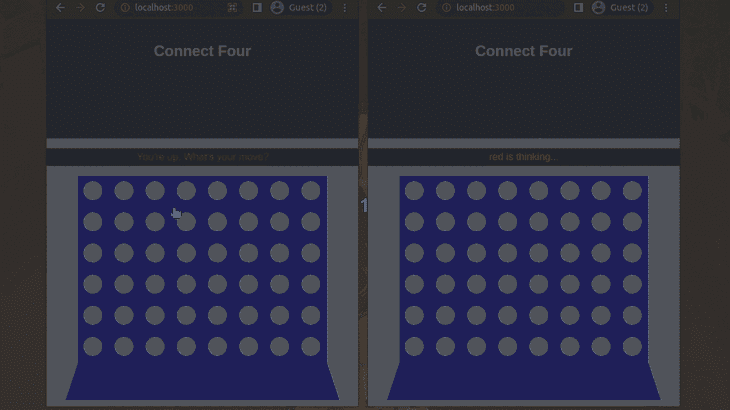 localhost:3000
Guest (2)
Connect Four
You're up. What's your move?
localhost:3000
Guest (2)
Connect Four
red is thinking...
1